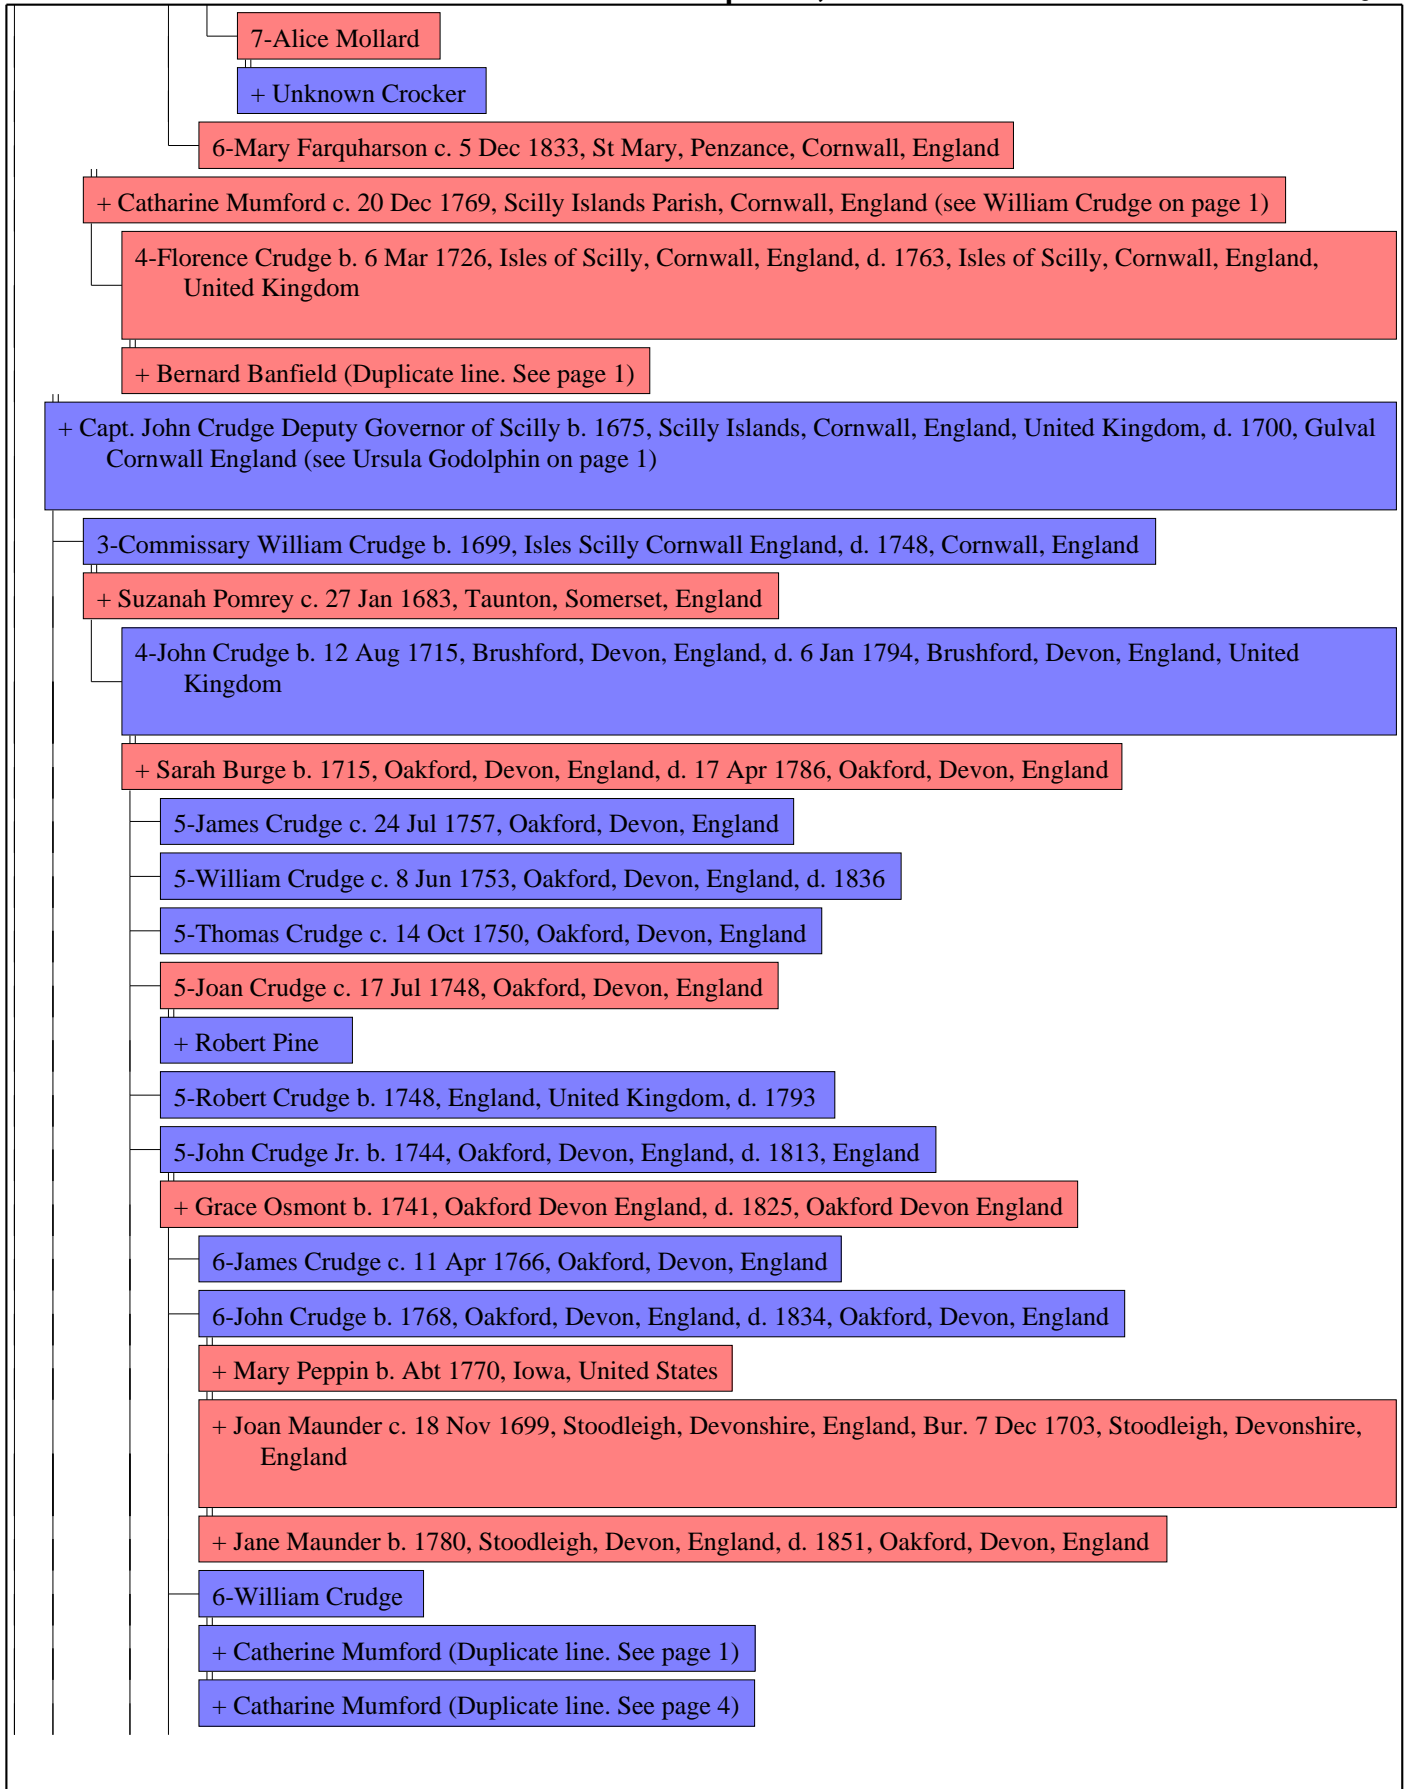 7-Alice Mollard
+ Unknown Crocker
6-Mary Farquharson c. 5 Dec 1833, St Mary, Penzance, Cornwall, England
+ Catharine Mumford c. 20 Dec 1769, Scilly Islands Parish, Cornwall, England (see William Crudge on page 1)
4-Florence Crudge b. 6 Mar 1726, Isles of Scilly, Cornwall, England, d. 1763, Isles of Scilly, Cornwall, England,
United Kingdom
+ Bernard Banfield (Duplicate line. See page 1)
+ Capt. John Crudge Deputy Governor of Scilly b. 1675, Scilly Islands, Cornwall, England, United Kingdom, d. 1700, Gulval
Cornwall England (see Ursula Godolphin on page 1)
3-Commissary William Crudge b. 1699, Isles Scilly Cornwall England, d. 1748, Cornwall, England
+ Suzanah Pomrey c. 27 Jan 1683, Taunton, Somerset, England
4-John Crudge b. 12 Aug 1715, Brushford, Devon, England, d. 6 Jan 1794, Brushford, Devon, England, United
Kingdom
+ Sarah Burge b. 1715, Oakford, Devon, England, d. 17 Apr 1786, Oakford, Devon, England
5-James Crudge c. 24 Jul 1757, Oakford, Devon, England
5-William Crudge c. 8 Jun 1753, Oakford, Devon, England, d. 1836
5-Thomas Crudge c. 14 Oct 1750, Oakford, Devon, England
5-Joan Crudge c. 17 Jul 1748, Oakford, Devon, England
+ Robert Pine
5-Robert Crudge b. 1748, England, United Kingdom, d. 1793
5-John Crudge Jr. b. 1744, Oakford, Devon, England, d. 1813, England
+ Grace Osmont b. 1741, Oakford Devon England, d. 1825, Oakford Devon England
6-James Crudge c. 11 Apr 1766, Oakford, Devon, England
6-John Crudge b. 1768, Oakford, Devon, England, d. 1834, Oakford, Devon, England
+ Mary Peppin b. Abt 1770, Iowa, United States
+ Joan Maunder c. 18 Nov 1699, Stoodleigh, Devonshire, England, Bur. 7 Dec 1703, Stoodleigh, Devonshire,
England
+ Jane Maunder b. 1780, Stoodleigh, Devon, England, d. 1851, Oakford, Devon, England
6-William Crudge
+ Catherine Mumford (Duplicate line. See page 1)
+ Catharine Mumford (Duplicate line. See page 4)